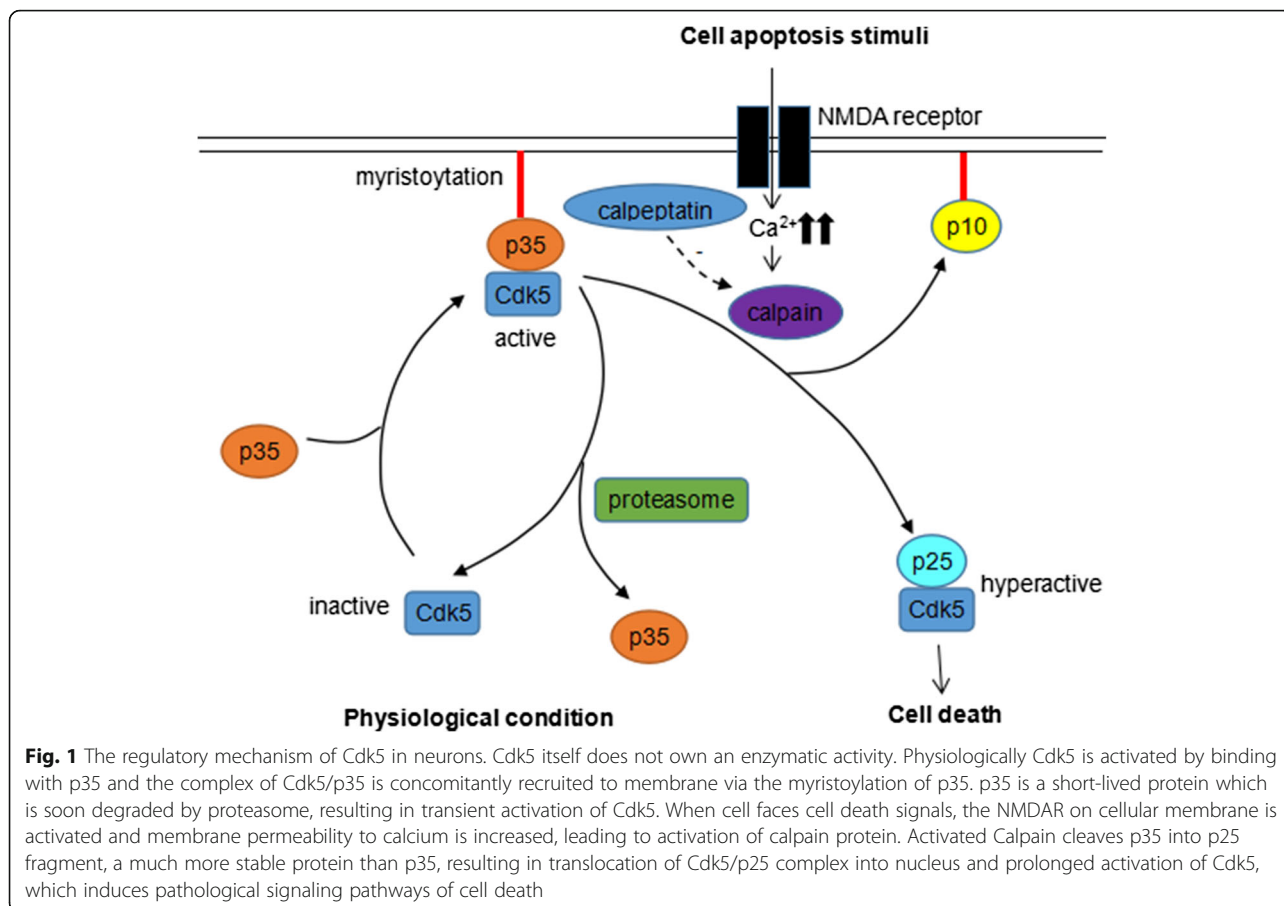 Cell apoptosis stimuli
NMDA receptor
myristoytation
calpeptatin
Ca²⁺
p10
p35
-
Cdk5
calpain
active
p35
proteasome
p25
hyperactive
inactive
Cdk5
Cdk5
p35
Physiological condition
Cell death
Fig. 1 The regulatory mechanism of Cdk5 in neurons. Cdk5 itself does not own an enzymatic activity. Physiologically Cdk5 is activated by binding
with p35 and the complex of Cdk5/p35 is concomitantly recruited to membrane via the myristoylation of p35. p35 is a short-lived protein which
is soon degraded by proteasome, resulting in transient activation of Cdk5. When cell faces cell death signals, the NMDAR on cellular membrane is
activated and membrane permeability to calcium is increased, leading to activation of calpain protein. Activated Calpain cleaves p35 into p25
fragment, a much more stable protein than p35, resulting in translocation of Cdk5/p25 complex into nucleus and prolonged activation of Cdk5,
which induces pathological signaling pathways of cell death